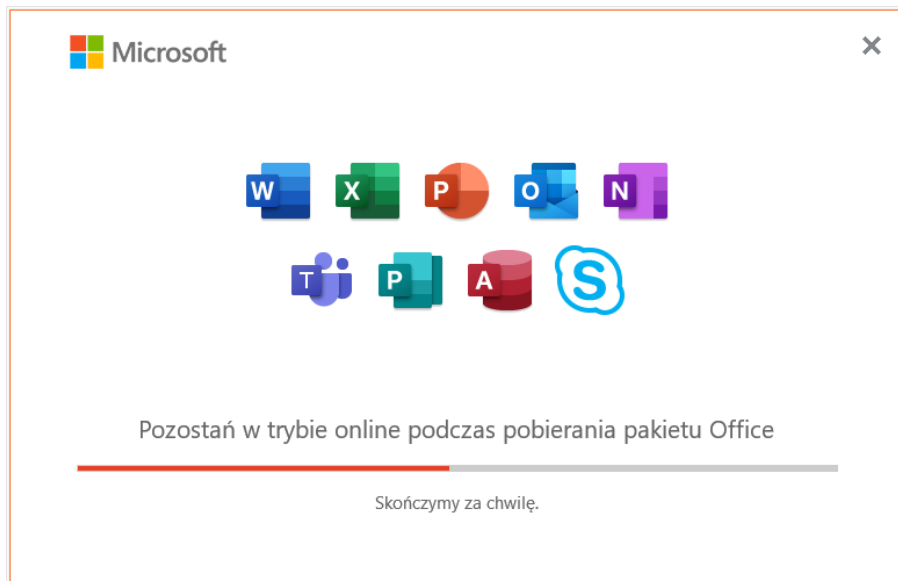 Microsoft
W X P O N
T P A S
Pozostań w trybie online podczas pobierania pakietu Office
Skończymy za chwilę.